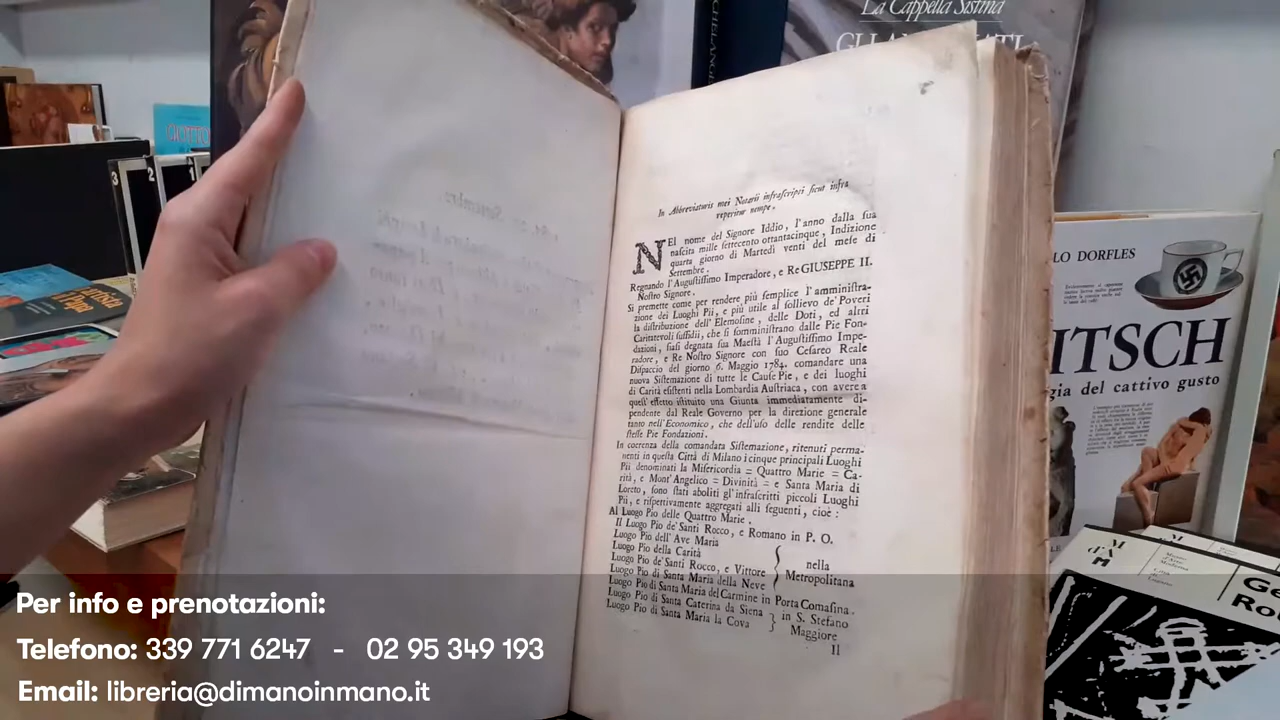 La Cappella Sistina
GLI ANTENATI
In Abbreviaturis mei Notarii infrascripti sicut infra
reperitur nempe.
NEl nome del Signore Iddio, l'anno dalla sua
nascita mille settecento ottantacinque, Indizione
quarta giorno di Martedì venti del mese di
Settembre.
Regnando l'Augustissimo Imperadore, e Re GIUSEPPE II.
Nostro Signore.
Si premette come per rendere più semplice l'amministra-
zione dei Luoghi Pii, e più utile al sollievo de' Poveri
la distribuzione dell'Elemosine, delle Doti, ed altri
Caritatevoli sussidj, che si somministrano dalle Pie Fon-
dazioni, siasi degnata sua Maestà l'Augustissimo Impe-
radore, e Re Nostro Signore con suo Cesareo Reale
Dispaccio del giorno 6. Maggio 1784. comandare una
nuova Sistemazione di tutte le Cause Pie, e dei luoghi
di Carità esistenti nella Lombardia Austriaca, con avere a
quest'effetto istituito una Giunta immediatamente di-
pendente dal Reale Governo per la direzione generale
tanto nell'Economico, che dell'uso delle rendite delle
stesse Pie Fondazioni.
In coerenza della comandata Sistemazione, ritenuti perma-
nenti in questa Città di Milano i cinque principali Luoghi
Pii denominati la Misericordia = Quattro Marie = Ca-
rità, e Mont'Angelico = Divinità = e Santa Maria di
Loreto, sono stati aboliti gl'infrascritti piccoli Luoghi
Pii, e rispettivamente aggregati alli seguenti, cioè :
Al Luogo Pio delle Quattro Marie.
Il Luogo Pio de' Santi Rocco, e Romano in P. O.
Luogo Pio dell'Ave Maria
Luogo Pio della Carità
Luogo Pio de' Santi Rocco, e Vittore
nella
Metropolitana
Luogo Pio di Santa Maria della Neve
Luogo Pio di Santa Maria del Carmine in Porta Comasina.
Luogo Pio di Santa Caterina da Siena
Luogo Pio di Santa Maria la Cova
in S. Stefano
Maggiore
Il
3
2
1
LO DORFLES
ITSCH
gia del cattivo gusto
Per info e prenotazioni:
Telefono: 339 771 6247 - 02 95 349 193
Email: libreria@dimanoinmano.it